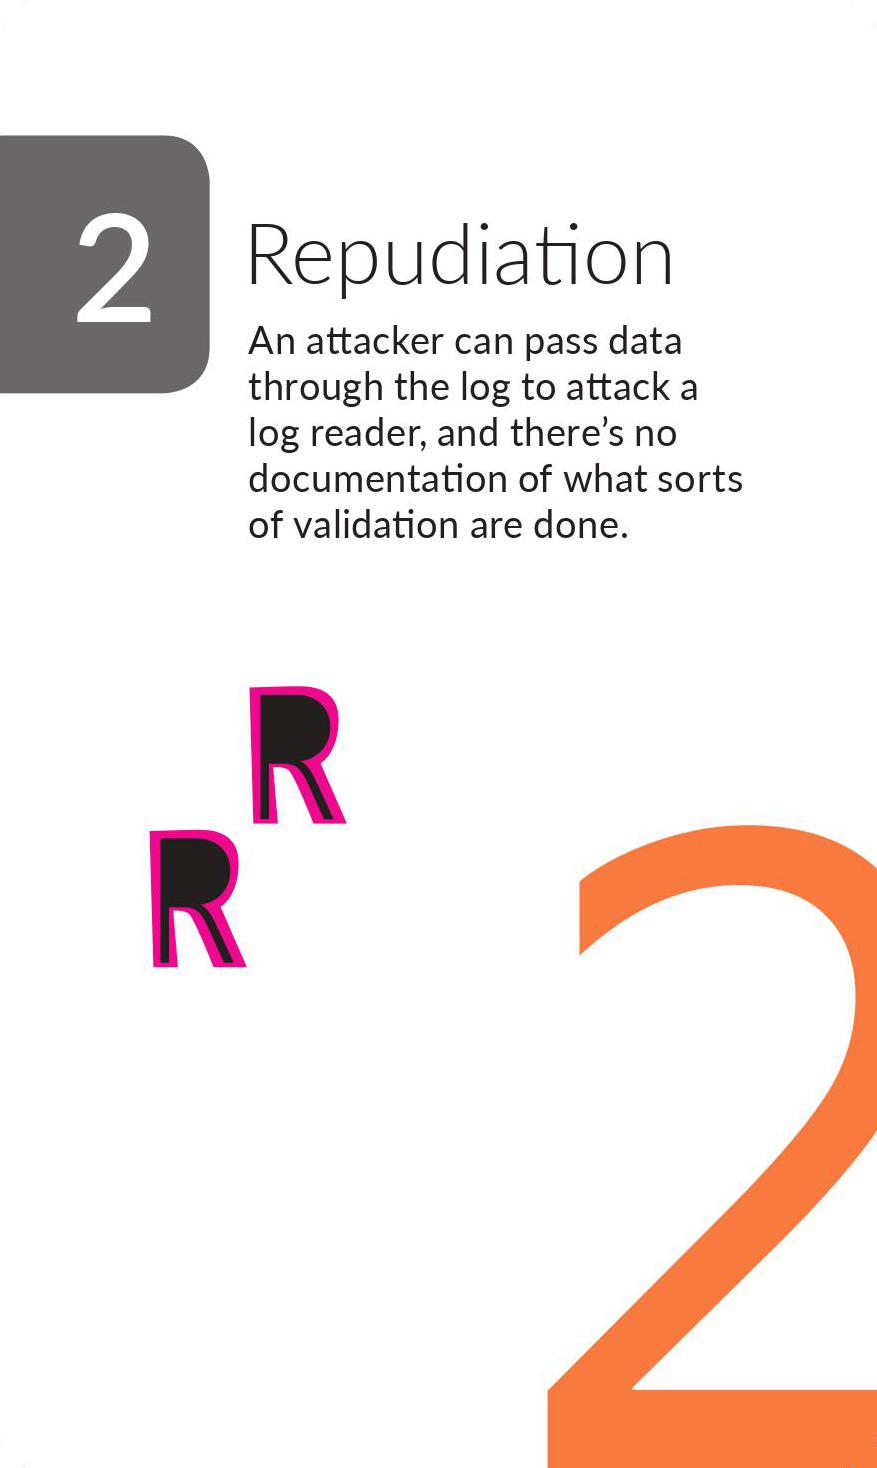 2
Repudiation
An attacker can pass data
through the log to attack a
log reader, and there’s no
documentation of what sorts
of validation are done.
R
R
2